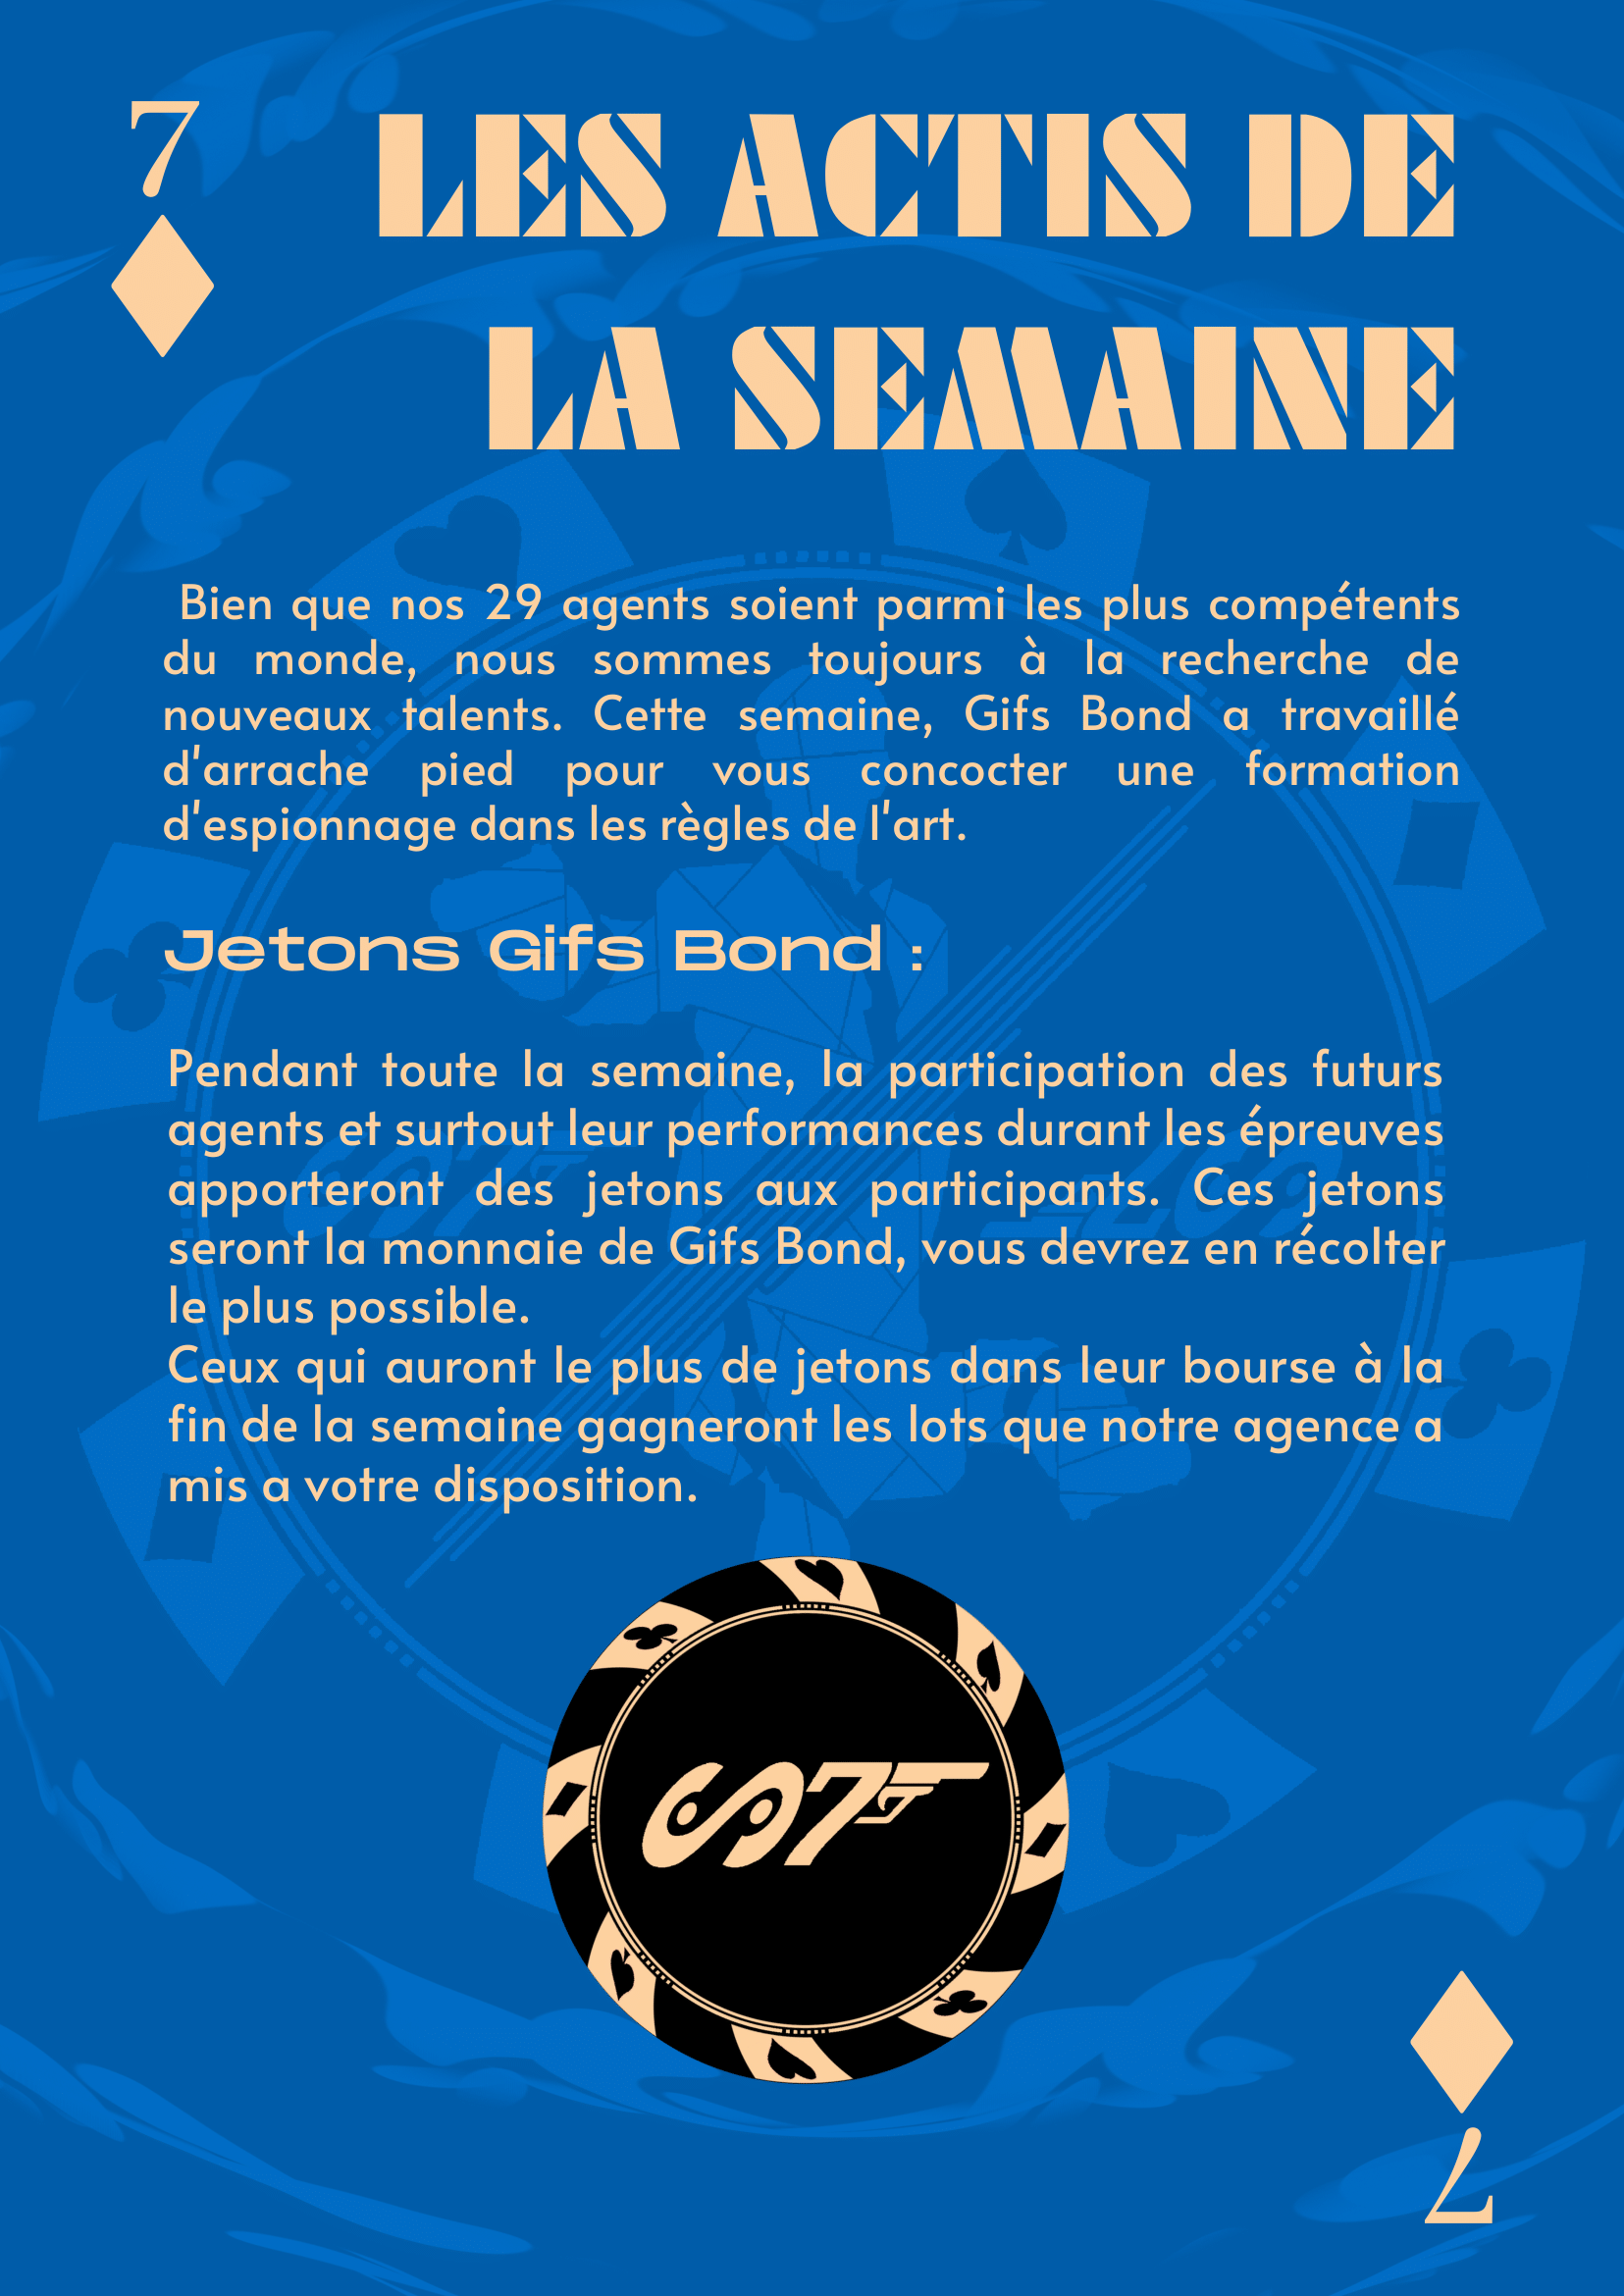 7
LES ACTIS DE
LA SEMAINE
Bien que nos 29 agents soient parmi les plus compétents
du monde, nous sommes toujours à la recherche de
nouveaux talents. Cette semaine, Gifs Bond a travaillé
d'arrache pied pour vous concocter une formation
d'espionnage dans les règles de l'art.
Jetons Gifs Bond :
Pendant toute la semaine, la participation des futurs
agents et surtout leur performances durant les épreuves
apporteront des jetons aux participants. Ces jetons
seront la monnaie de Gifs Bond, vous devrez en récolter
le plus possible.
Ceux qui auront le plus de jetons dans leur bourse à la
fin de la semaine gagneront les lots que notre agence a
mis a votre disposition.
7